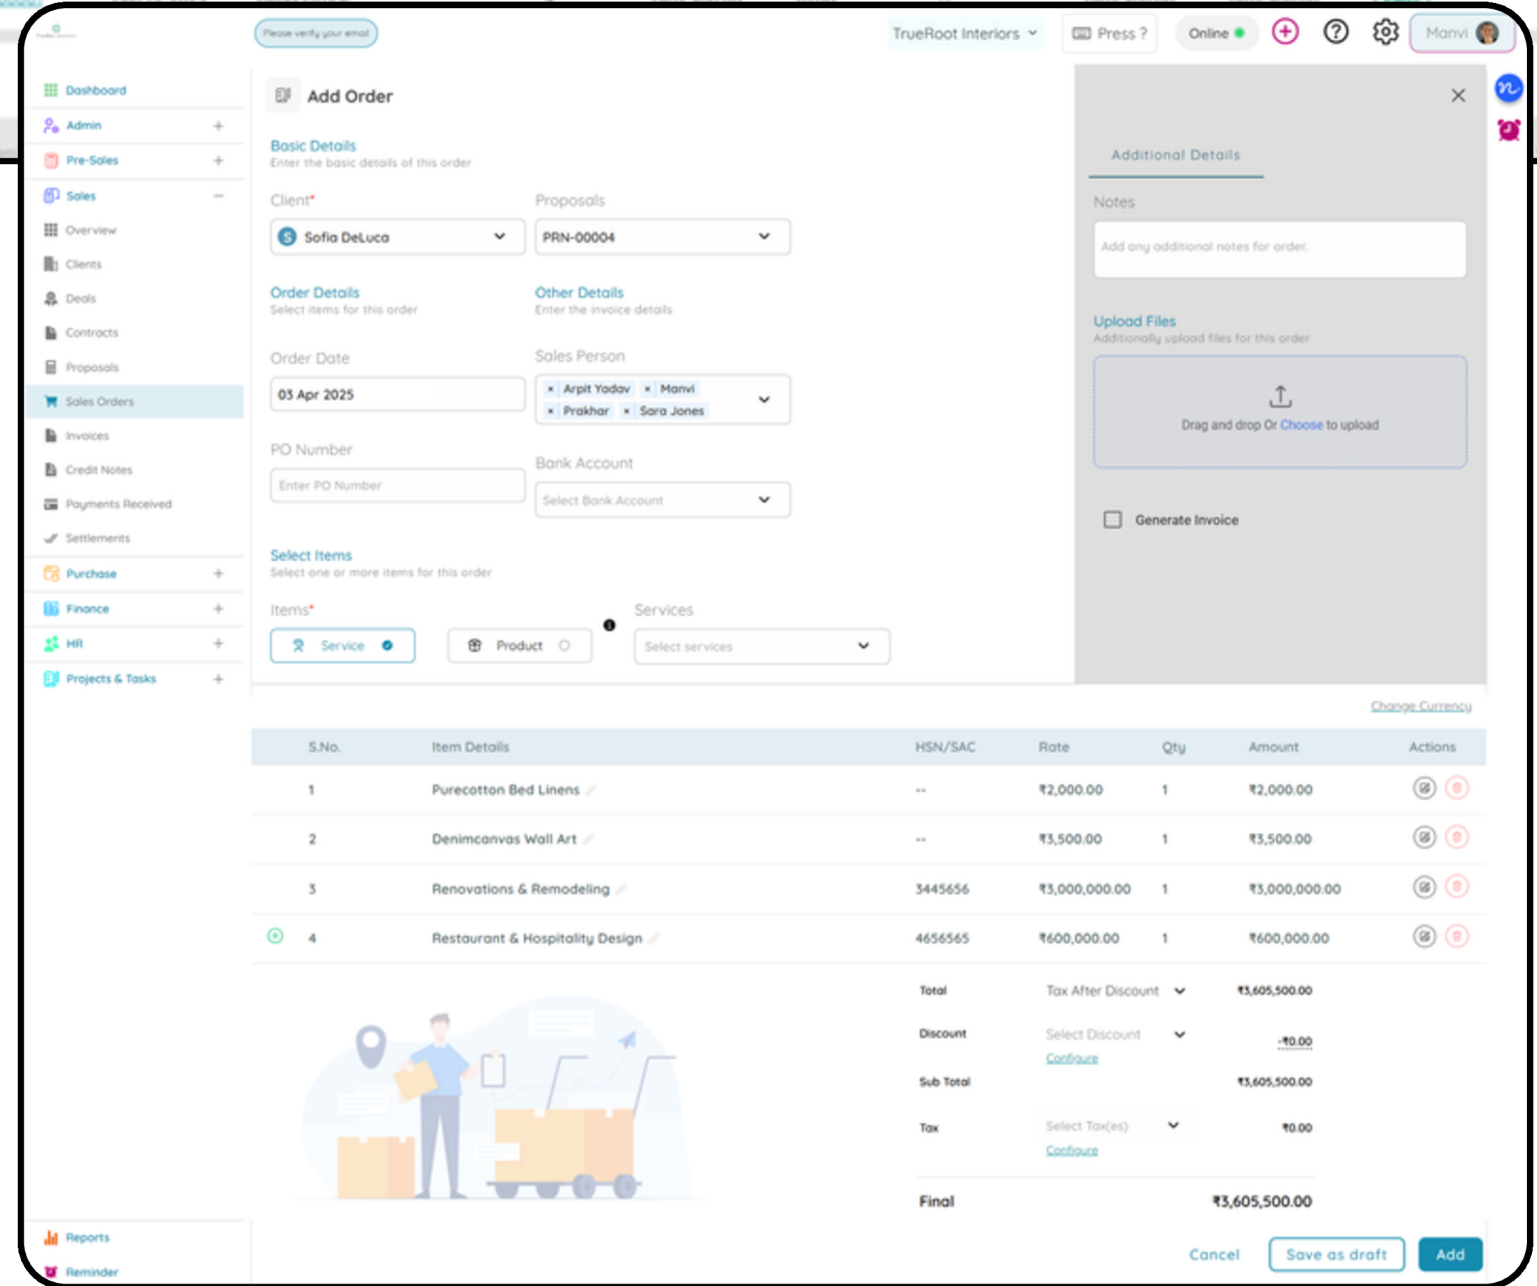 Please verify your email
TrueRoot Interiors
Press ?
Online
Manvi
Dashboard
Admin
Pre-Sales
Sales
Overview
Clients
Deals
Contracts
Proposals
Sales Orders
Invoices
Credit Notes
Payments Received
Settlements
Purchase
Finance
HR
Projects & Tasks
Reports
Reminder
Add Order
Basic Details
Enter the basic details of this order
Client* Proposals
S Sofia DeLuca PRN-00004
Order Details Other Details
Select items for this order Enter the invoice details
Order Date Sales Person
03 Apr 2025 × Arpit Yadav × Manvi
× Prakhar × Sara Jones
PO Number Bank Account
Enter PO Number Select Bank Account
Select Items
Select one or more items for this order
Items* Services
Service Product Select services
Additional Details
Notes
Add any additional notes for order.
Upload Files
Additionally upload files for this order
Drag and drop Or Choose to upload
Generate Invoice
Change Currency
S.No. Item Details HSN/SAC Rate Qty Amount Actions
1 Purecotton Bed Linens -- ₹2,000.00 1 ₹2,000.00
2 Denimcanvas Wall Art -- ₹3,500.00 1 ₹3,500.00
3 Renovations & Remodeling 3445656 ₹3,000,000.00 1 ₹3,000,000.00
4 Restaurant & Hospitality Design 4656565 ₹600,000.00 1 ₹600,000.00
Total Tax After Discount ₹3,605,500.00
Discount Select Discount -₹0.00
Configure
Sub Total ₹3,605,500.00
Tax Select Tax(es) ₹0.00
Configure
Final ₹3,605,500.00
Cancel Save as draft Add